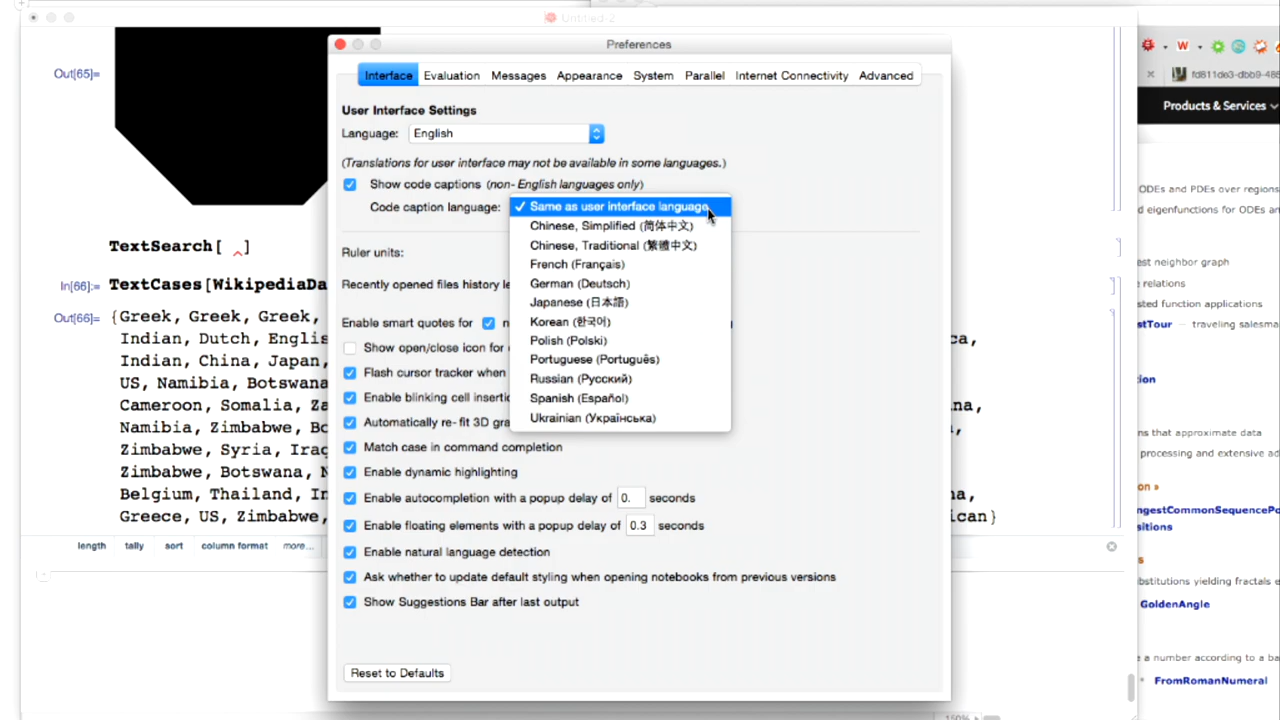 Untitled-2
Preferences
Out[65]=
Interface Evaluation Messages Appearance System Parallel Internet Connectivity Advanced
fd811de3-dbb9-485
Products & Services
User Interface Settings
Language: English
(Translations for user interface may not be available in some languages.)
Show code captions (non-English languages only)
Code caption language: ✓ Same as user interface language
Chinese, Simplified (简体中文)
Chinese, Traditional (繁體中文)
French (Français)
German (Deutsch)
Japanese (日本語)
Korean (한국어)
Polish (Polski)
Portuguese (Português)
Russian (Русский)
Spanish (Español)
Ukrainian (Українська)
Ruler units:
Recently opened files history
Enable smart quotes for
Show open/close icon for
Flash cursor tracker when
Enable blinking cell
Automatically re-fit 3D
Match case in command completion
Enable dynamic highlighting
Enable autocompletion with a popup delay of 0. seconds
Enable floating elements with a popup delay of 0.3 seconds
Enable natural language detection
Ask whether to update default styling when opening notebooks from previous versions
Show Suggestions Bar after last output
Reset to Defaults
TextSearch[ ]
In[66]:= TextCases[WikipediaDa
Out[66]= {Greek, Greek, Greek,
Indian, Dutch, Englis
Indian, China, Japan,
US, Namibia, Botswana
Cameroon, Somalia, Za
Namibia, Zimbabwe, Bo
Zimbabwe, Syria, Iraq
Zimbabwe, Botswana, N
Belgium, Thailand, In
Greece, US, Zimbabwe, ican}
length tally sort column format more...
150%
ODEs and PDEs over regions
d eigenfunctions for ODEs an
est neighbor graph
relations
sted function applications
stTour — traveling salesma
ion
ns that approximate data
processing and extensive ad
on »
ngestCommonSequencePo
sitions
s
bstitutions yielding fractals e
GoldenAngle
e a number according to a ba
FromRomanNumeral